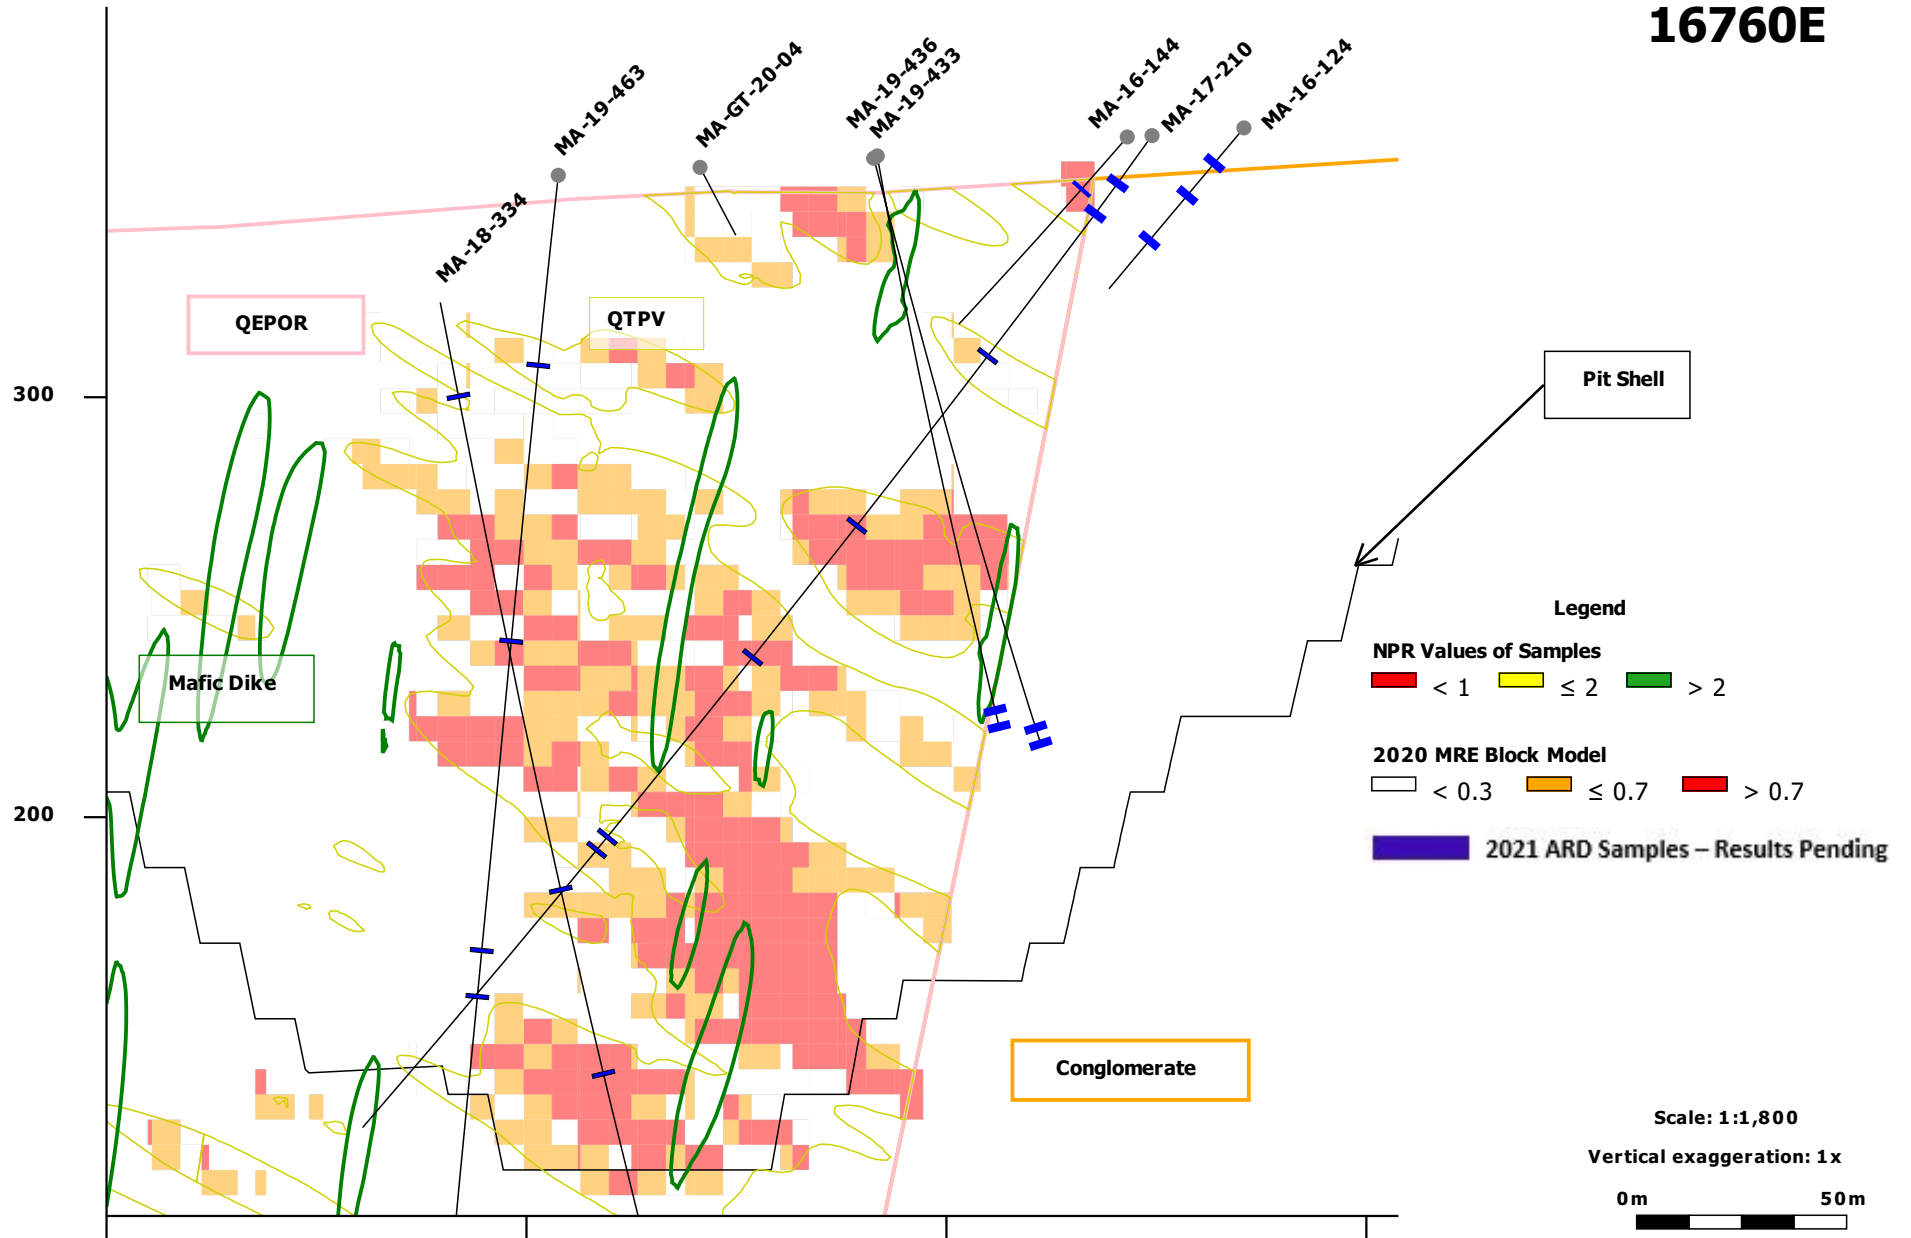 16760E
MA-19-463
MA-GT-20-04
MA-19-436
MA-19-433
MA-16-144
MA-17-210
MA-16-124
MA-18-334
QEPOR
QTPV
Pit Shell
300
Legend
NPR Values of Samples
< 1
≤ 2
> 2
Mafic Dike
2020 MRE Block Model
< 0.3
≤ 0.7
> 0.7
200
2021 ARD Samples – Results Pending
Conglomerate
Scale: 1:1,800
Vertical exaggeration: 1x
0m 50m